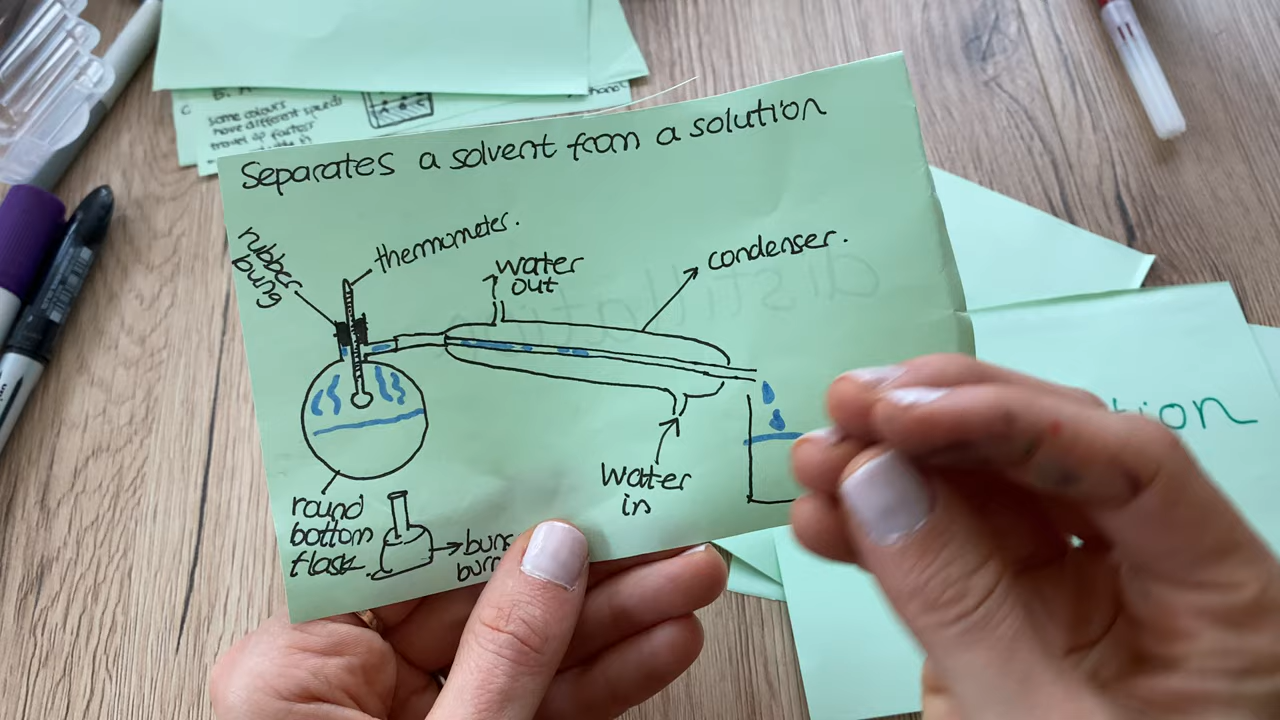 some colours
have different speeds
travel up faster
Separates a solvent from a solution
rubber
bung
thermometer.
water
out
condenser.
distillation
Water
in
round
bottom
flask
tion